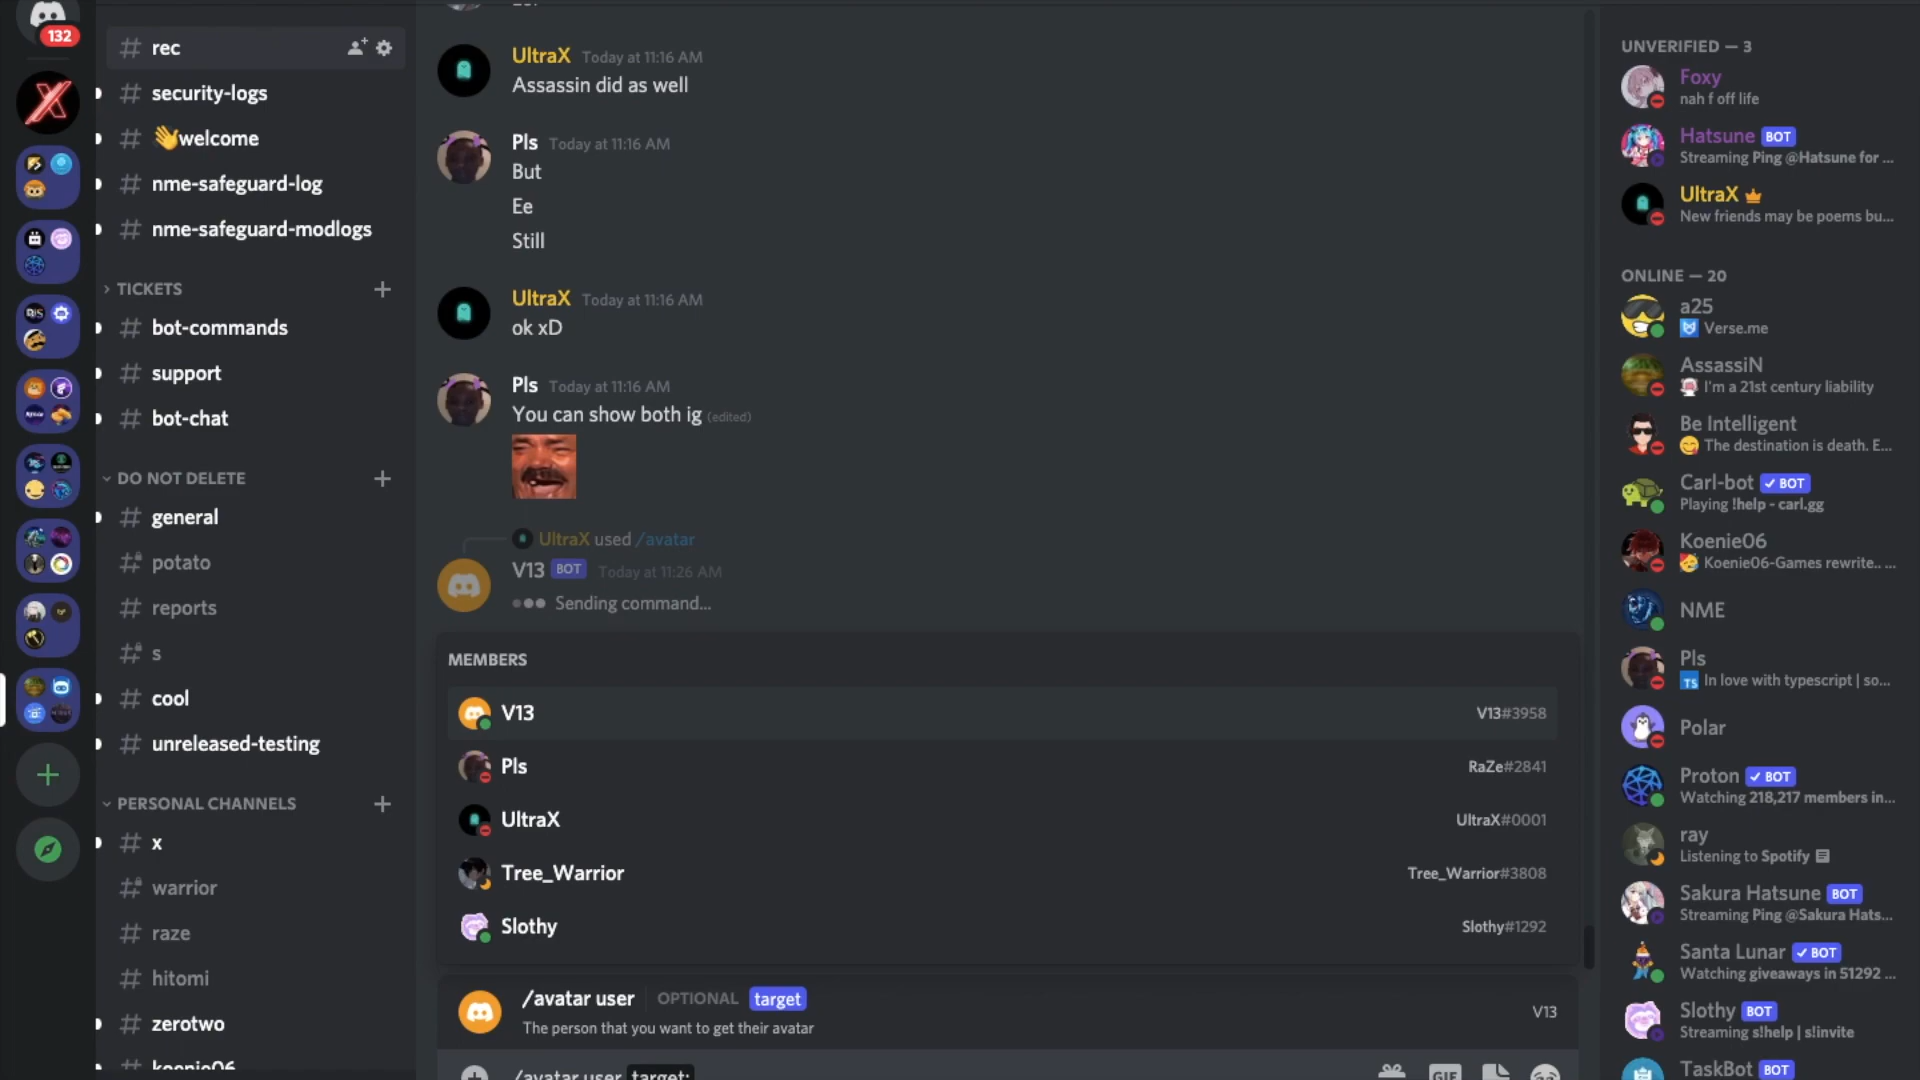 132
rec
security-logs
👋welcome
nme-safeguard-log
nme-safeguard-modlogs
TICKETS
bot-commands
support
bot-chat
DO NOT DELETE
general
potato
reports
s
cool
unreleased-testing
PERSONAL CHANNELS
x
warrior
raze
hitomi
zerotwo
koenie06
UltraX Today at 11:16 AM
Assassin did as well
Pls Today at 11:16 AM
But
Ee
Still
UltraX Today at 11:16 AM
ok xD
Pls Today at 11:16 AM
You can show both ig (edited)
UltraX used /avatar
V13 BOT Today at 11:26 AM
Sending command...
MEMBERS
V13 V13#3958
Pls RaZe#2841
UltraX UltraX#0001
Tree_Warrior Tree_Warrior#3808
Slothy Slothy#1292
/avatar user OPTIONAL target V13
The person that you want to get their avatar
/avatar user target: GIF
UNVERIFIED — 3
Foxy
nah f off life
Hatsune BOT
Streaming Ping @Hatsune for ...
UltraX
New friends may be poems bu...
ONLINE — 20
a25
Verse.me
AssassiN
I'm a 21st century liability
Be Intelligent
The destination is death. E...
Carl-bot ✓ BOT
Playing !help - carl.gg
Koenie06
Koenie06-Games rewrite.. ...
NME
Pls
TS In love with typescript | so...
Polar
Proton ✓ BOT
Watching 218,217 members in...
ray
Listening to Spotify
Sakura Hatsune BOT
Streaming Ping @Sakura Hats...
Santa Lunar ✓ BOT
Watching giveaways in 51292 ...
Slothy BOT
Streaming s!help | s!invite
TaskBot BOT